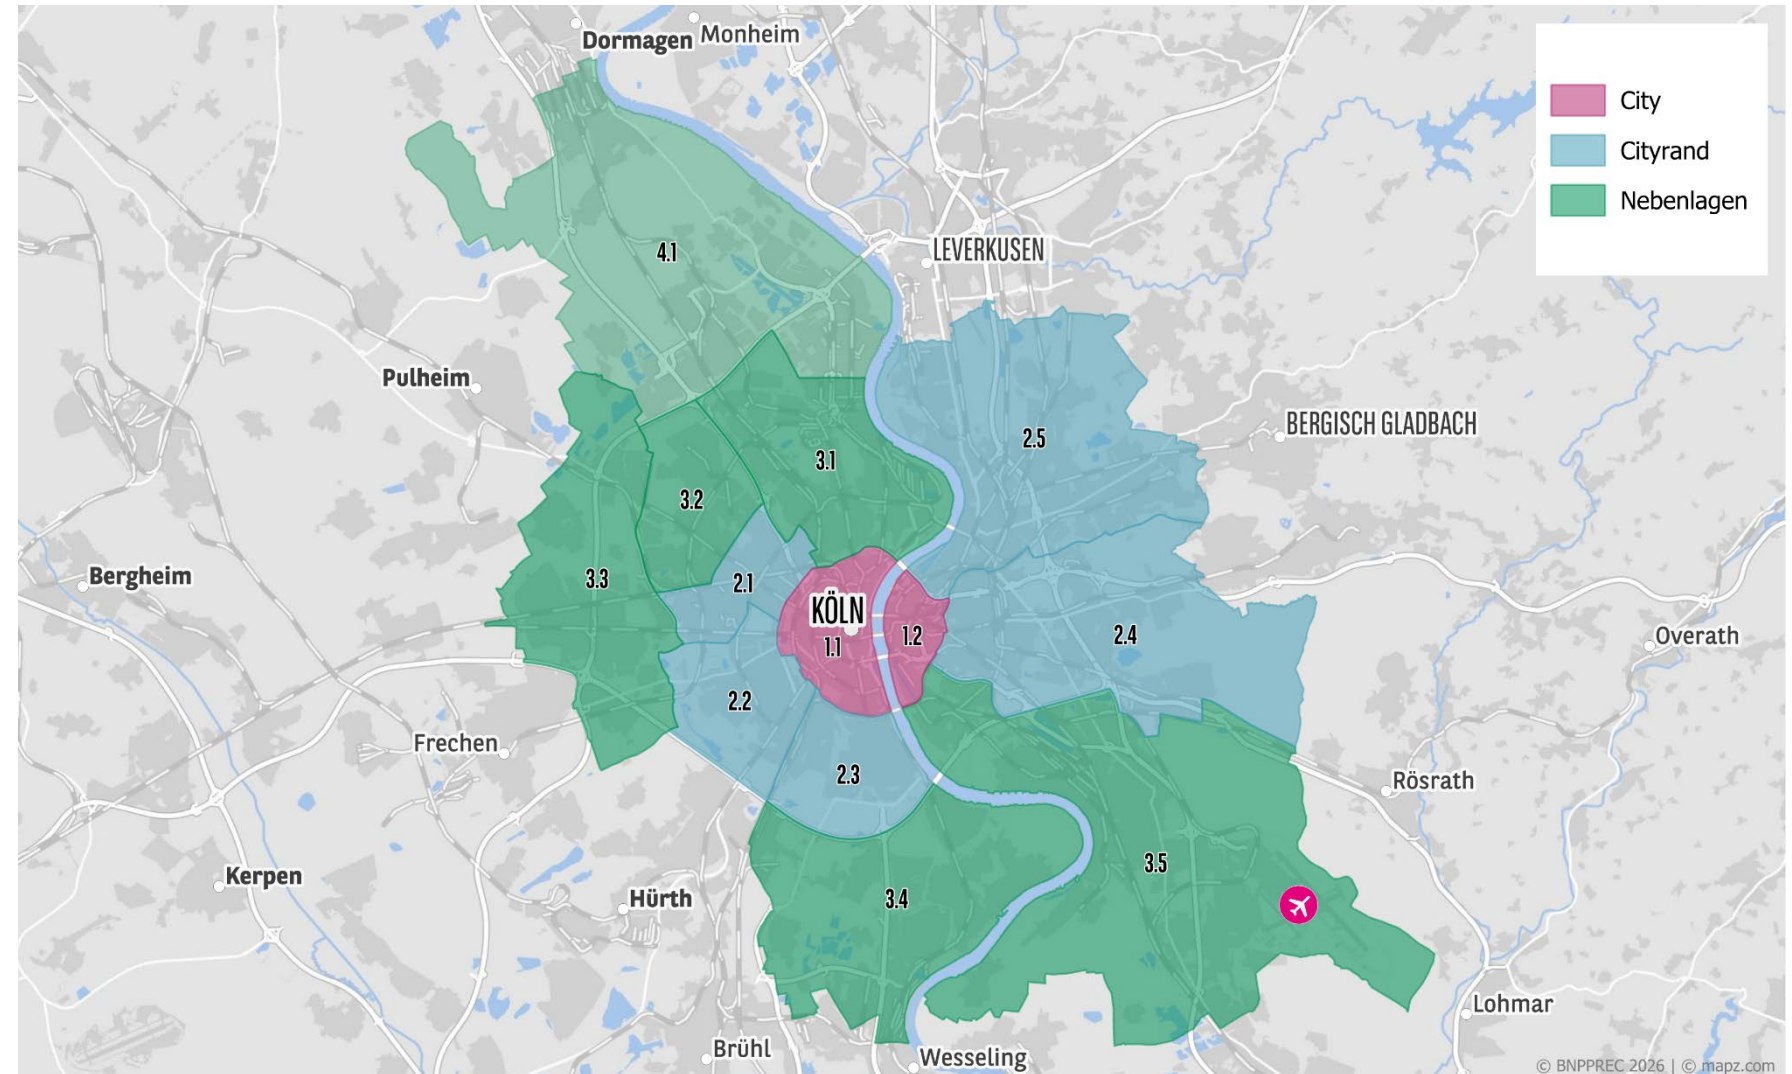 Dormagen
Monheim
City
Cityrand
Nebenlagen
4.1
LEVERKUSEN
Pulheim
BERGISCH GLADBACH
2.5
3.1
3.2
Bergheim
3.3
2.1
KÖLN
1.1
1.2
2.4
Overath
2.2
Frechen
2.3
Rösrath
3.5
Kerpen
Hürth
3.4
Lohmar
Brühl
Wesseling
© BNPPREC 2026 | © mapz.com